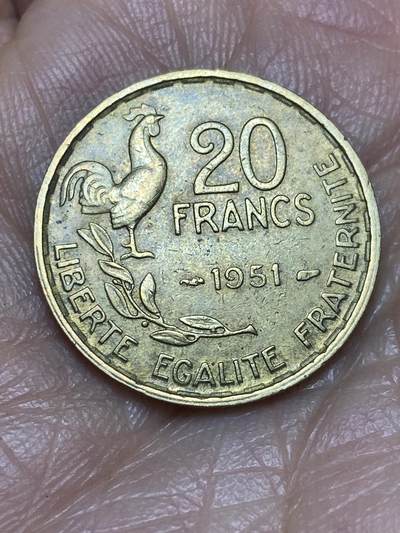 20
FRANCS
1951
LIBERTE EGALITE FRATERNITE